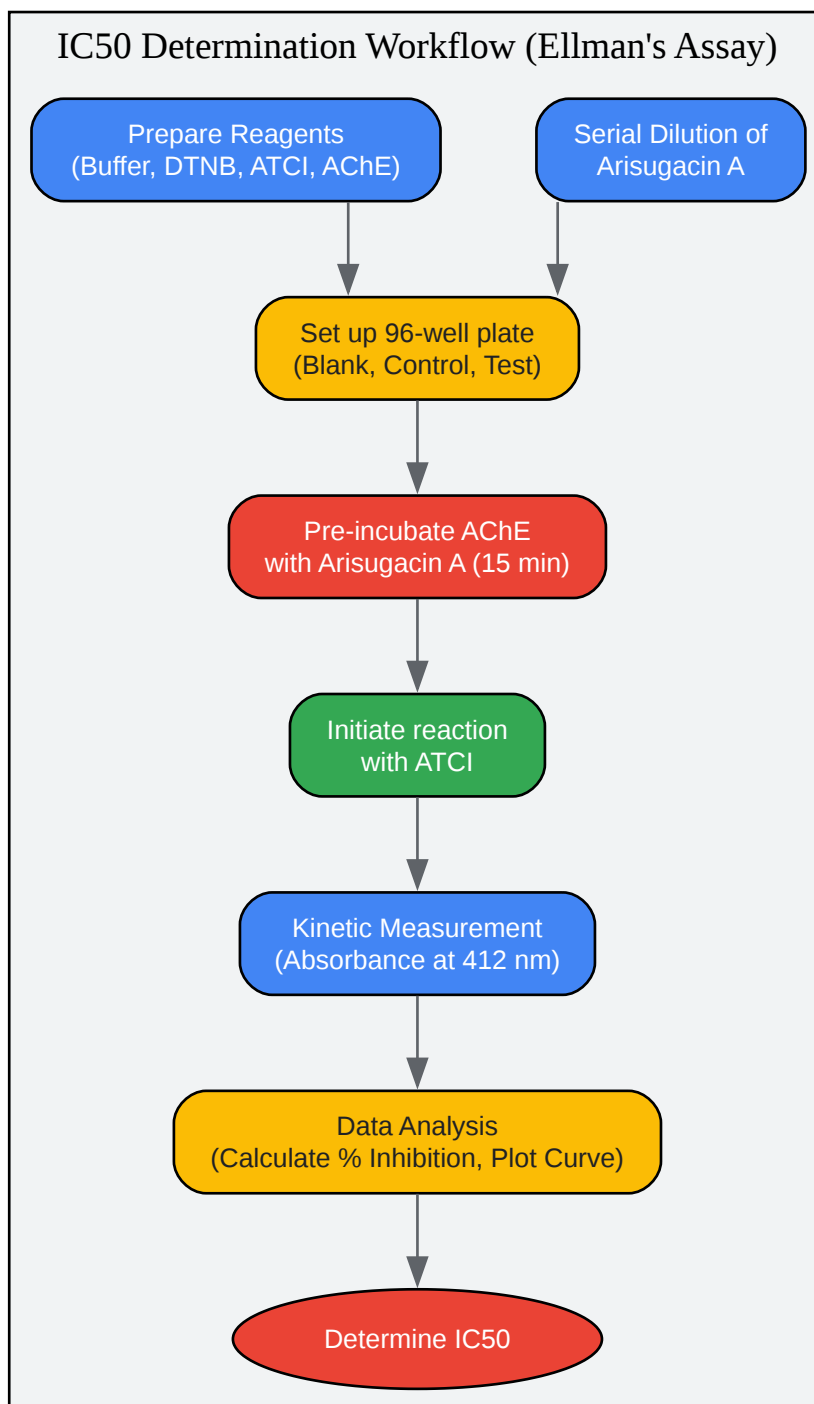 IC50 Determination Workflow (Ellman's Assay)
Prepare Reagents
(Buffer, DTNB, ATCI, AChE)
Serial Dilution of
Arisugacin A
Set up 96-well plate
(Blank, Control, Test)
Pre-incubate AChE
with Arisugacin A (15 min)
Initiate reaction
with ATCI
Kinetic Measurement
(Absorbance at 412 nm)
Data Analysis
(Calculate % Inhibition, Plot Curve)
Determine IC50